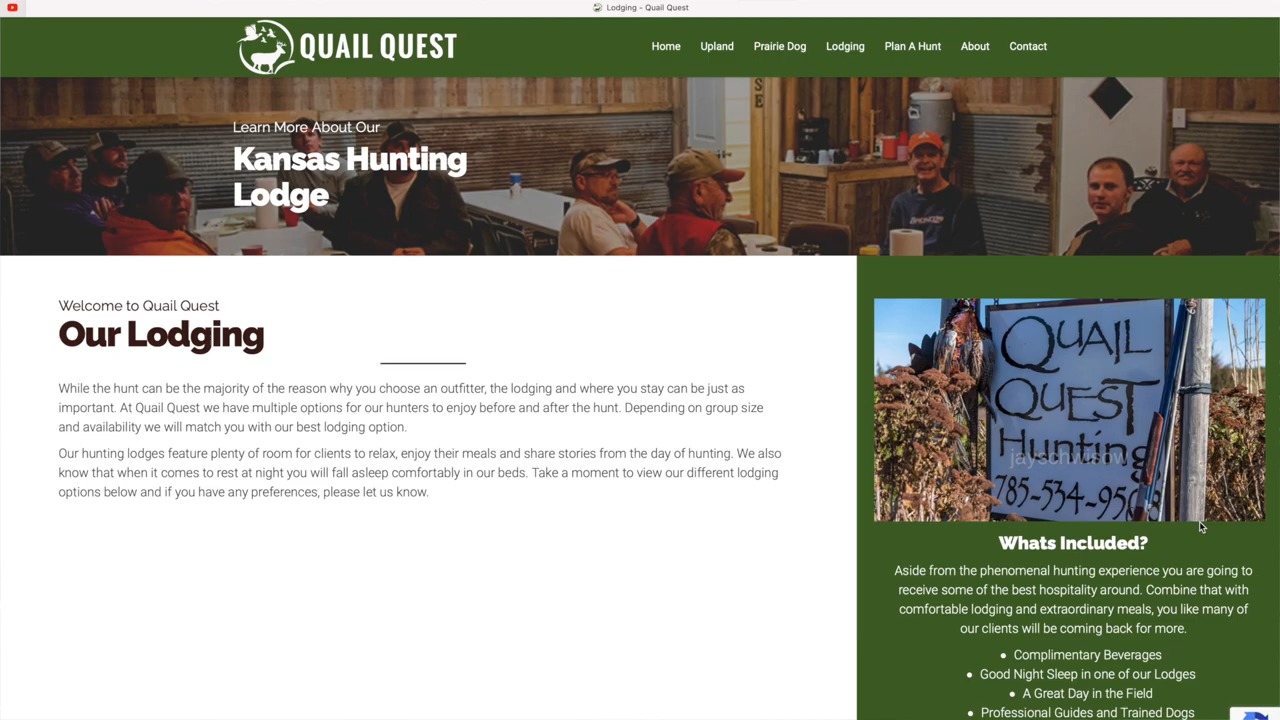 Lodging - Quail Quest
QUAIL QUEST
Home Upland Prairie Dog Lodging Plan A Hunt About Contact
Learn More About Our
Kansas Hunting
Lodge
BRONCOS
Welcome to Quail Quest
Our Lodging
While the hunt can be the majority of the reason why you choose an outfitter, the lodging and where you stay can be just as
important. At Quail Quest we have multiple options for our hunters to enjoy before and after the hunt. Depending on group size
and availability we will match you with our best lodging option.
Our hunting lodges feature plenty of room for clients to relax, enjoy their meals and share stories from the day of hunting. We also
know that when it comes to rest at night you will fall asleep comfortably in our beds. Take a moment to view our different lodging
options below and if you have any preferences, please let us know.
QUAIL
QUEST
Hunting
jayschwisow
Whats Included?
Aside from the phenomenal hunting experience you are going to
receive some of the best hospitality around. Combine that with
comfortable lodging and extraordinary meals, you like many of
our clients will be coming back for more.
• Complimentary Beverages
• Good Night Sleep in one of our Lodges
• A Great Day in the Field
• Professional Guides and Trained Dogs